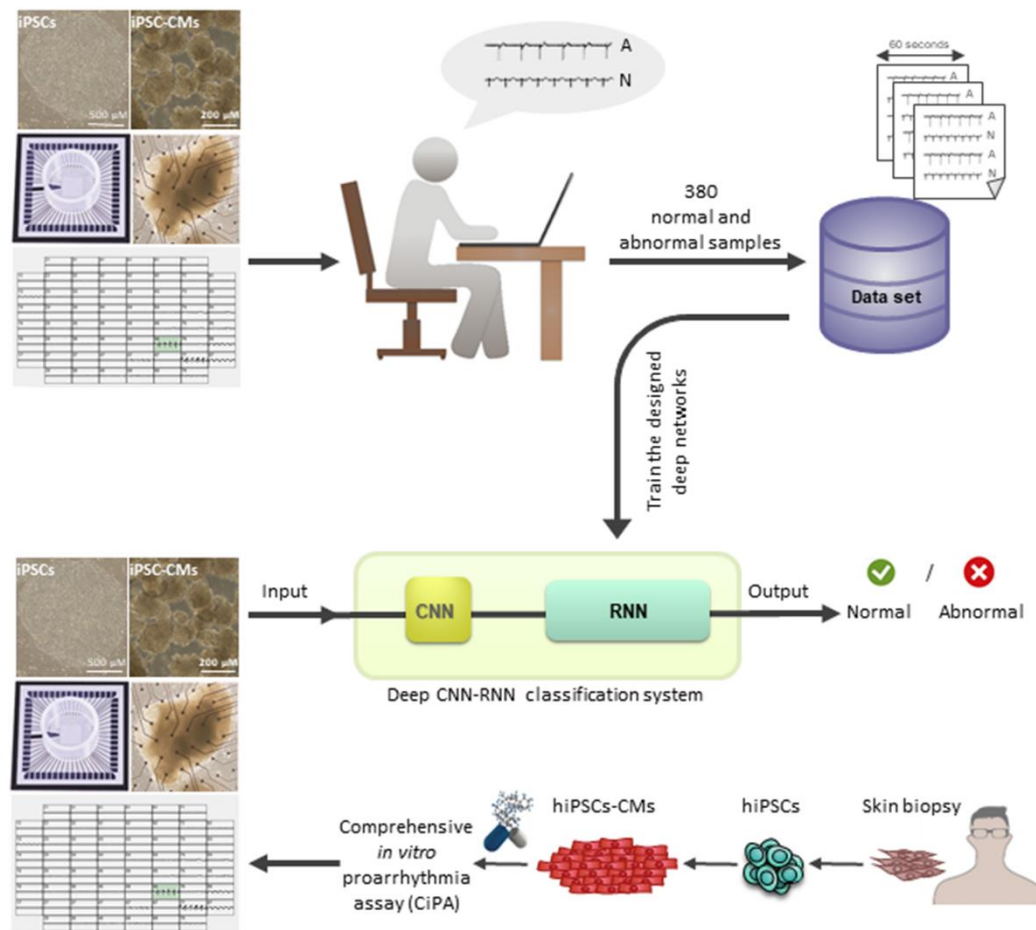 iPSCs
iPSC-CMs
500 µM
200 µM
A
N
60 seconds
A
A
A
N
A
N
380
normal and
abnormal samples
Data set
Train the designed
deep networks
iPSCs
iPSC-CMs
500 µM
200 µM
Input
CNN
RNN
Output
Normal
/
Abnormal
Deep CNN-RNN classification system
Comprehensive
in vitro
proarrhythmia
assay (CiPA)
hiPSCs-CMs
hiPSCs
Skin biopsy